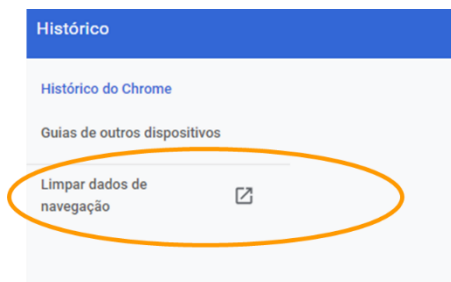 Histórico
Histórico do Chrome
Guias de outros dispositivos
Limpar dados de
navegação